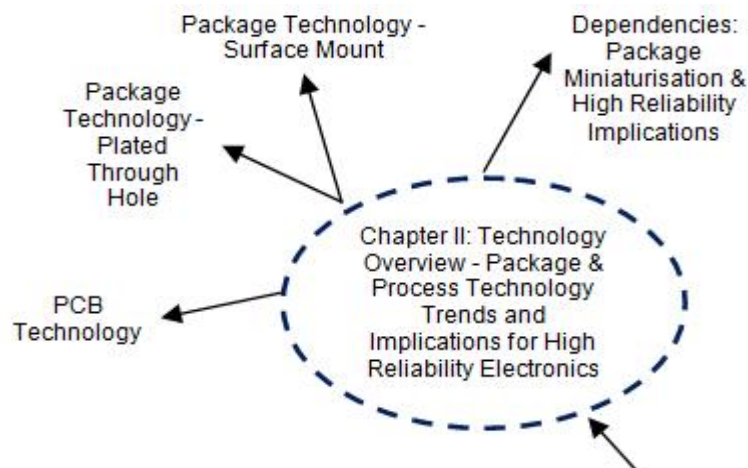 Package Technology -
Surface Mount
Dependencies:
Package
Miniaturisation &
High Reliability
Implications
Package
Technology -
Plated
Through
Hole
Chapter II: Technology
Overview - Package &
Process Technology
Trends and
Implications for High
Reliability Electronics
PCB
Technology